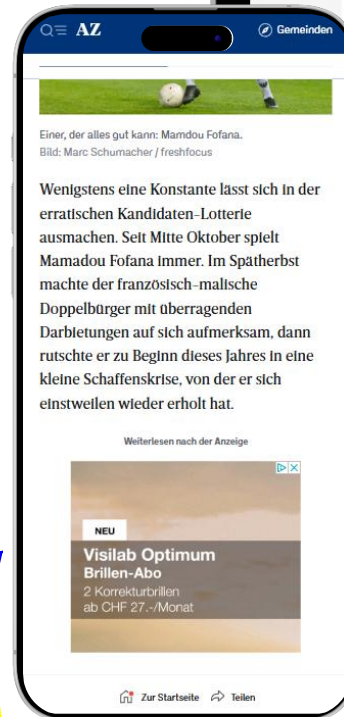 AZ
Gemeinden
Einer, der alles gut kann: Mamdou Fofana.
Bild: Marc Schumacher / freshfocus
Wenigstens eine Konstante lässt sich in der
erratischen Kandidaten-Lotterie
ausmachen. Seit Mitte Oktober spielt
Mamadou Fofana immer. Im Spätherbst
machte der französisch-malische
Doppelbürger mit überragenden
Darbietungen auf sich aufmerksam, dann
rutschte er zu Beginn dieses Jahres in eine
kleine Schaffenskrise, von der er sich
einstweilen wieder erholt hat.
Weiterlesen nach der Anzeige
NEU
Visilab Optimum
Brillen-Abo
2 Korrekturbrillen
ab CHF 27.-/Monat
Zur Startseite Teilen